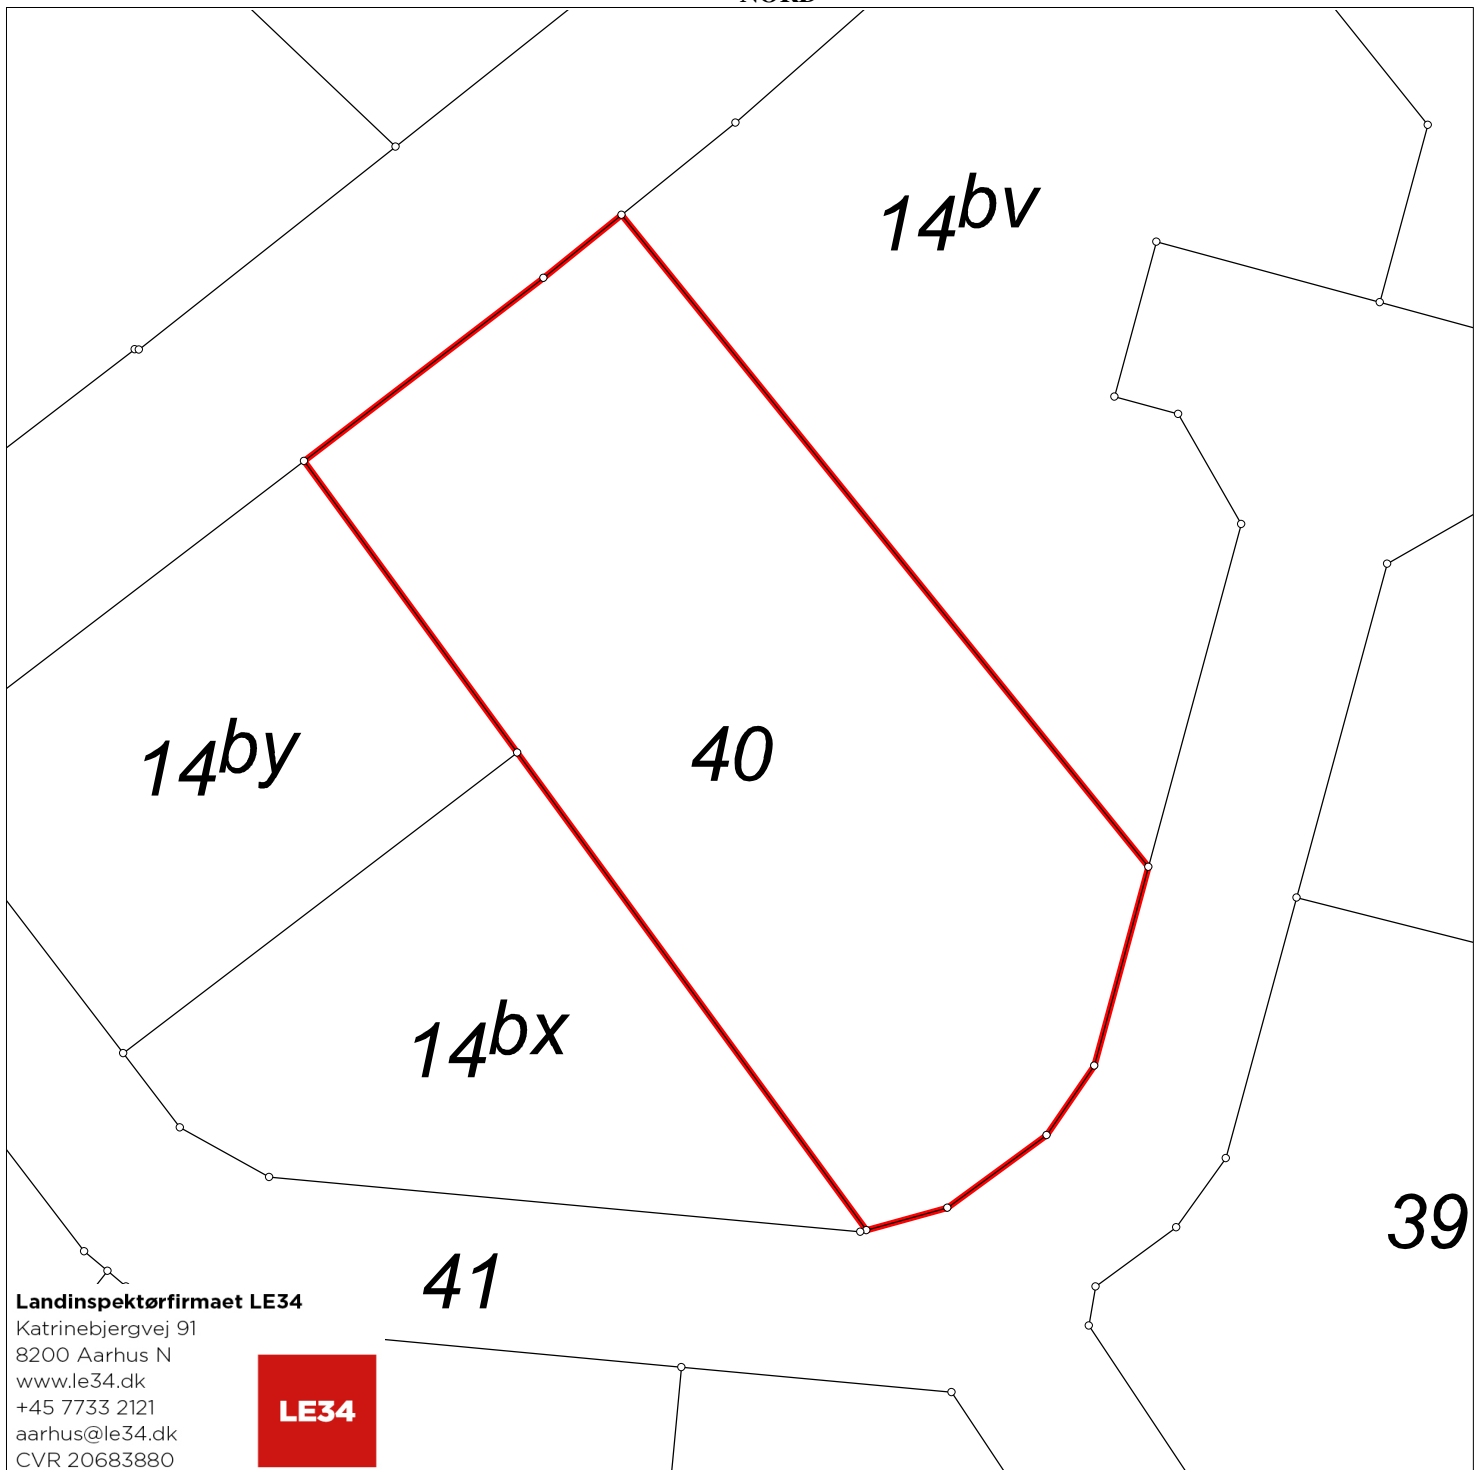 NORD
14bv
14by
40
14bx
39
41
Landinspektørfirmaet LE34
Katrinebjergvej 91
8200 Aarhus N
www.le34.dk
+45 7733 2121
aarhus@le34.dk
CVR 20683880
LE34